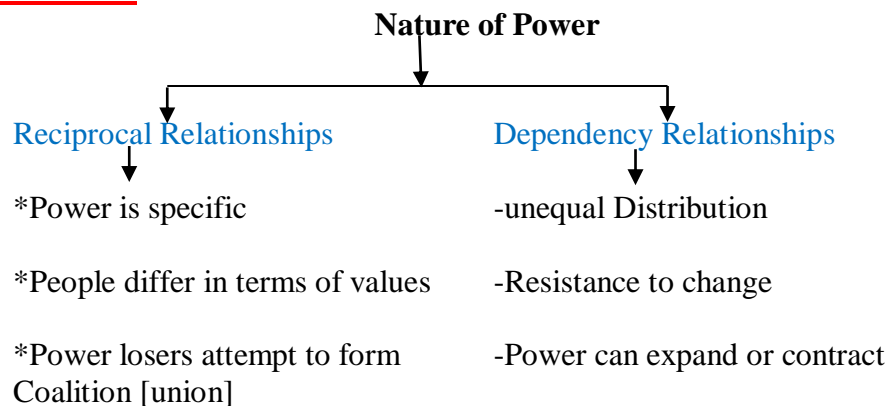 Nature of Power
Reciprocal Relationships
*Power is specific
*People differ in terms of values
*Power losers attempt to form
Coalition [union]
Dependency Relationships
-unequal Distribution
-Resistance to change
-Power can expand or contract